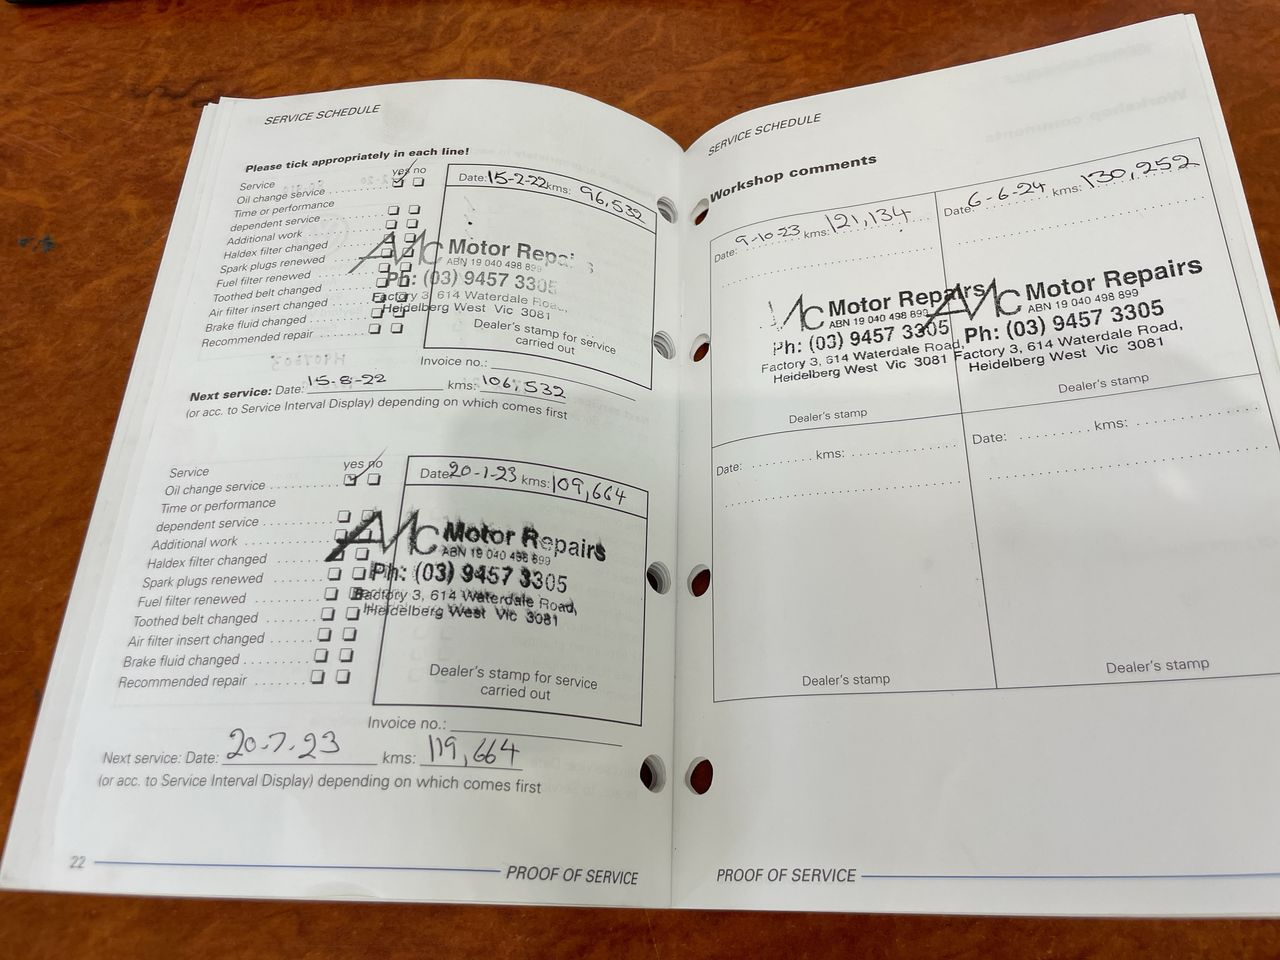 SERVICE SCHEDULE
Please tick appropriately in each line!
yes no
Service
Oil change service
Time or performance
dependent service
Additional work
Haldex filter changed
Spark plugs renewed
Fuel filter renewed
Toothed belt changed
Air filter insert changed
Brake fluid changed
Recommended repair
Date: 15-2-22 kms: 96,532
AMC Motor Repairs
ABN 19 040 498 899
Ph: (03) 9457 3305
Factory 3, 614 Waterdale Road,
Heidelberg West Vic 3081
Dealer's stamp for service
carried out
Invoice no.:
Next service: Date: 15-8-22 kms: 106,532
(or acc. to Service Interval Display) depending on which comes first
yes no
Service
Oil change service
Time or performance
dependent service
Additional work
Haldex filter changed
Spark plugs renewed
Fuel filter renewed
Toothed belt changed
Air filter insert changed
Brake fluid changed
Recommended repair
Date: 20-1-23 kms: 109,664
AMC Motor Repairs
ABN 19 040 498 899
Ph: (03) 9457 3305
Factory 3, 614 Waterdale Road,
Heidelberg West Vic 3081
Dealer's stamp for service
carried out
Invoice no.:
Next service: Date: 20-7-23 kms: 119,664
(or acc. to Service Interval Display) depending on which comes first
22
PROOF OF SERVICE
SERVICE SCHEDULE
Workshop comments
Date: 9-10-23 kms: 121,134
AMC Motor Repairs
ABN 19 040 498 899
Ph: (03) 9457 3305
Factory 3, 614 Waterdale Road,
Heidelberg West Vic 3081
Dealer's stamp
Date: 6-6-24 kms: 130,252
AMC Motor Repairs
ABN 19 040 498 899
Ph: (03) 9457 3305
Factory 3, 614 Waterdale Road,
Heidelberg West Vic 3081
Dealer's stamp
Date: kms:
Dealer's stamp
Date: kms:
Dealer's stamp
PROOF OF SERVICE